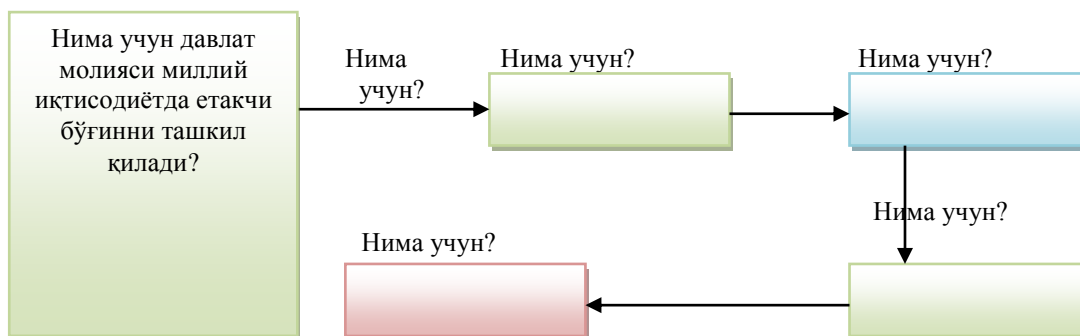 Нима учун давлат
молияси миллий
иқтисодиётда етакчи
бўғинни ташкил
қилади?
Нима
учун?
Нима учун?
Нима учун?
Нима учун?
Нима учун?